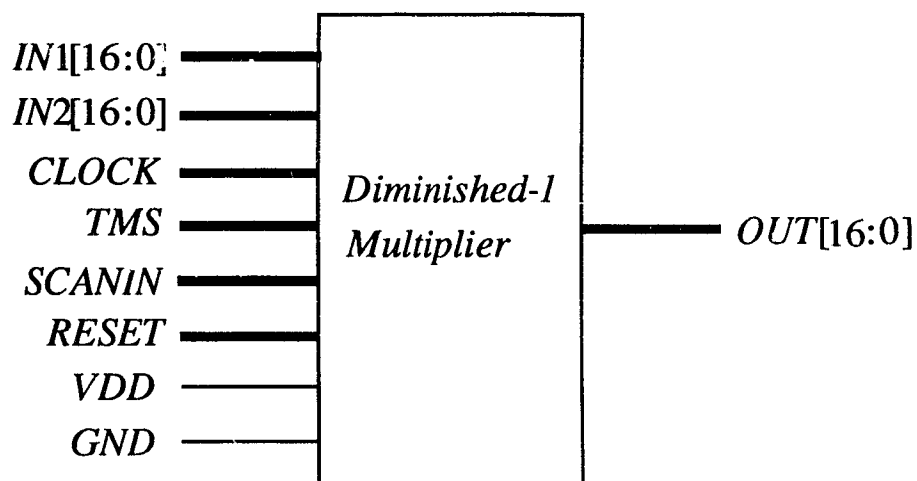 IN1[16:0]
IN2[16:0]
CLOCK
TMS
SCANIN
RESET
VDD
GND
Diminished-1
Multiplier
OUT[16:0]